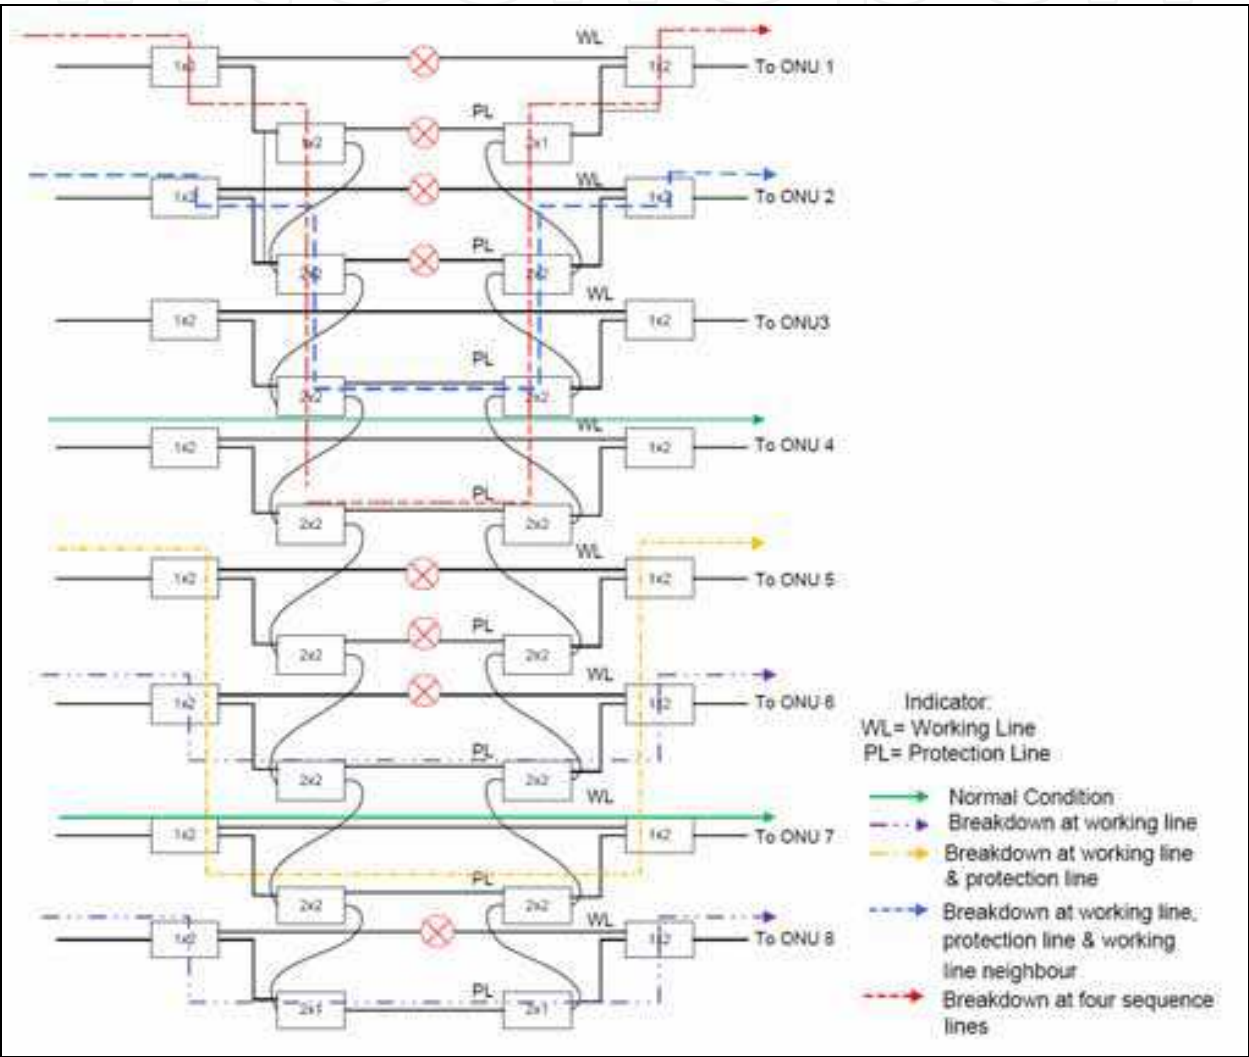 WL
1x2
1x2
To ONU 1
PL
1x2
2x1
WL
1x2
1x2
To ONU 2
PL
2x2
2x2
WL
1x2
1x2
To ONU3
PL
2x2
2x2
WL
1x2
1x2
To ONU 4
PL
2x2
2x2
WL
1x2
1x2
To ONU 5
PL
2x2
2x2
WL
1x2
1x2
To ONU 6
PL
2x2
2x2
WL
1x2
1x2
To ONU 7
PL
2x2
2x2
WL
1x2
1x2
To ONU 8
PL
2x1
2x1
Indicator:
WL= Working Line
PL= Protection Line
Normal Condition
Breakdown at working line
Breakdown at working line
& protection line
Breakdown at working line,
protection line & working
line neighbour
Breakdown at four sequence
lines